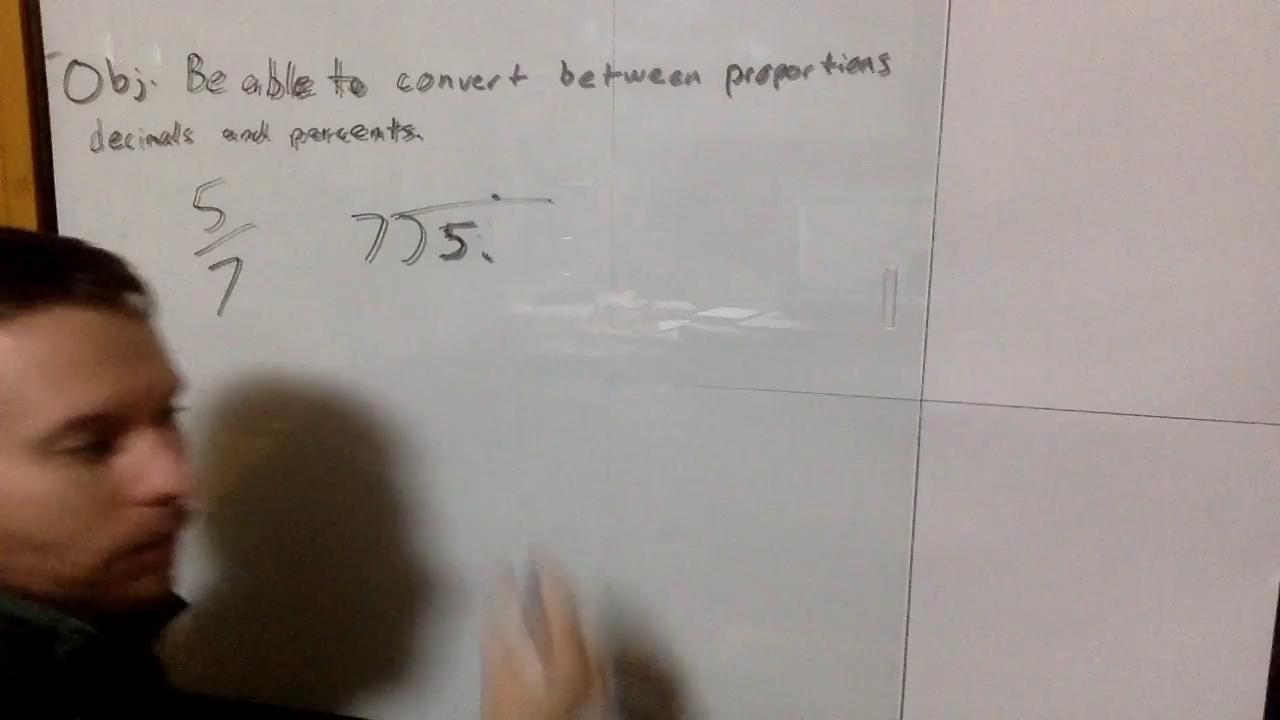 Obj. Be able to convert between proportions
decimals and percents.
5/7 7)5.